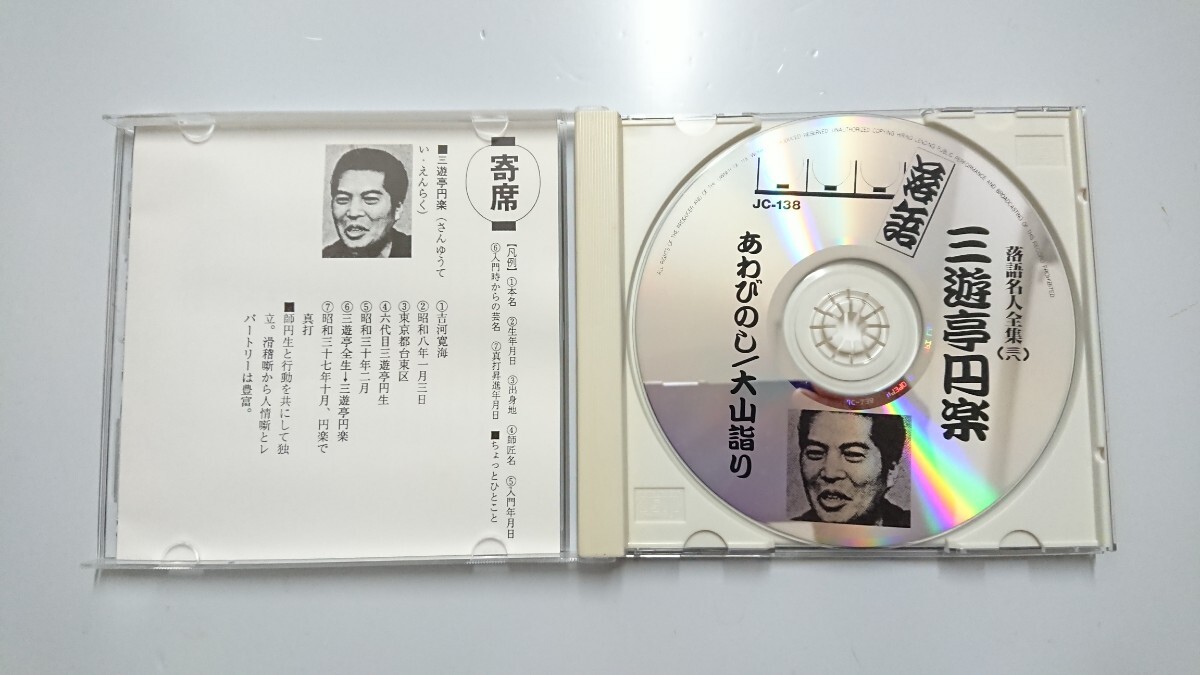 寄席
【凡例】①本名　②生年月日　③出身地　④師匠名　⑤入門年月日
⑥入門時からの芸名　⑦真打昇進年月日　■ちょっとひとこと
■三遊亭円楽（さんゆうて
い・えんらく）
①吉河寛海
②昭和八年一月三日
③東京都台東区
④六代目三遊亭円生
⑤昭和三十年二月
⑥三遊亭全生→三遊亭円楽
⑦昭和三十七年十月、円楽で
真打
■師円生と行動を共にして独
立。滑稽噺から人情噺とレ
パートリーは豊富。
落語名人全集（三八）
三遊亭円楽
落語
JC-138
あわびのし/大山詣り